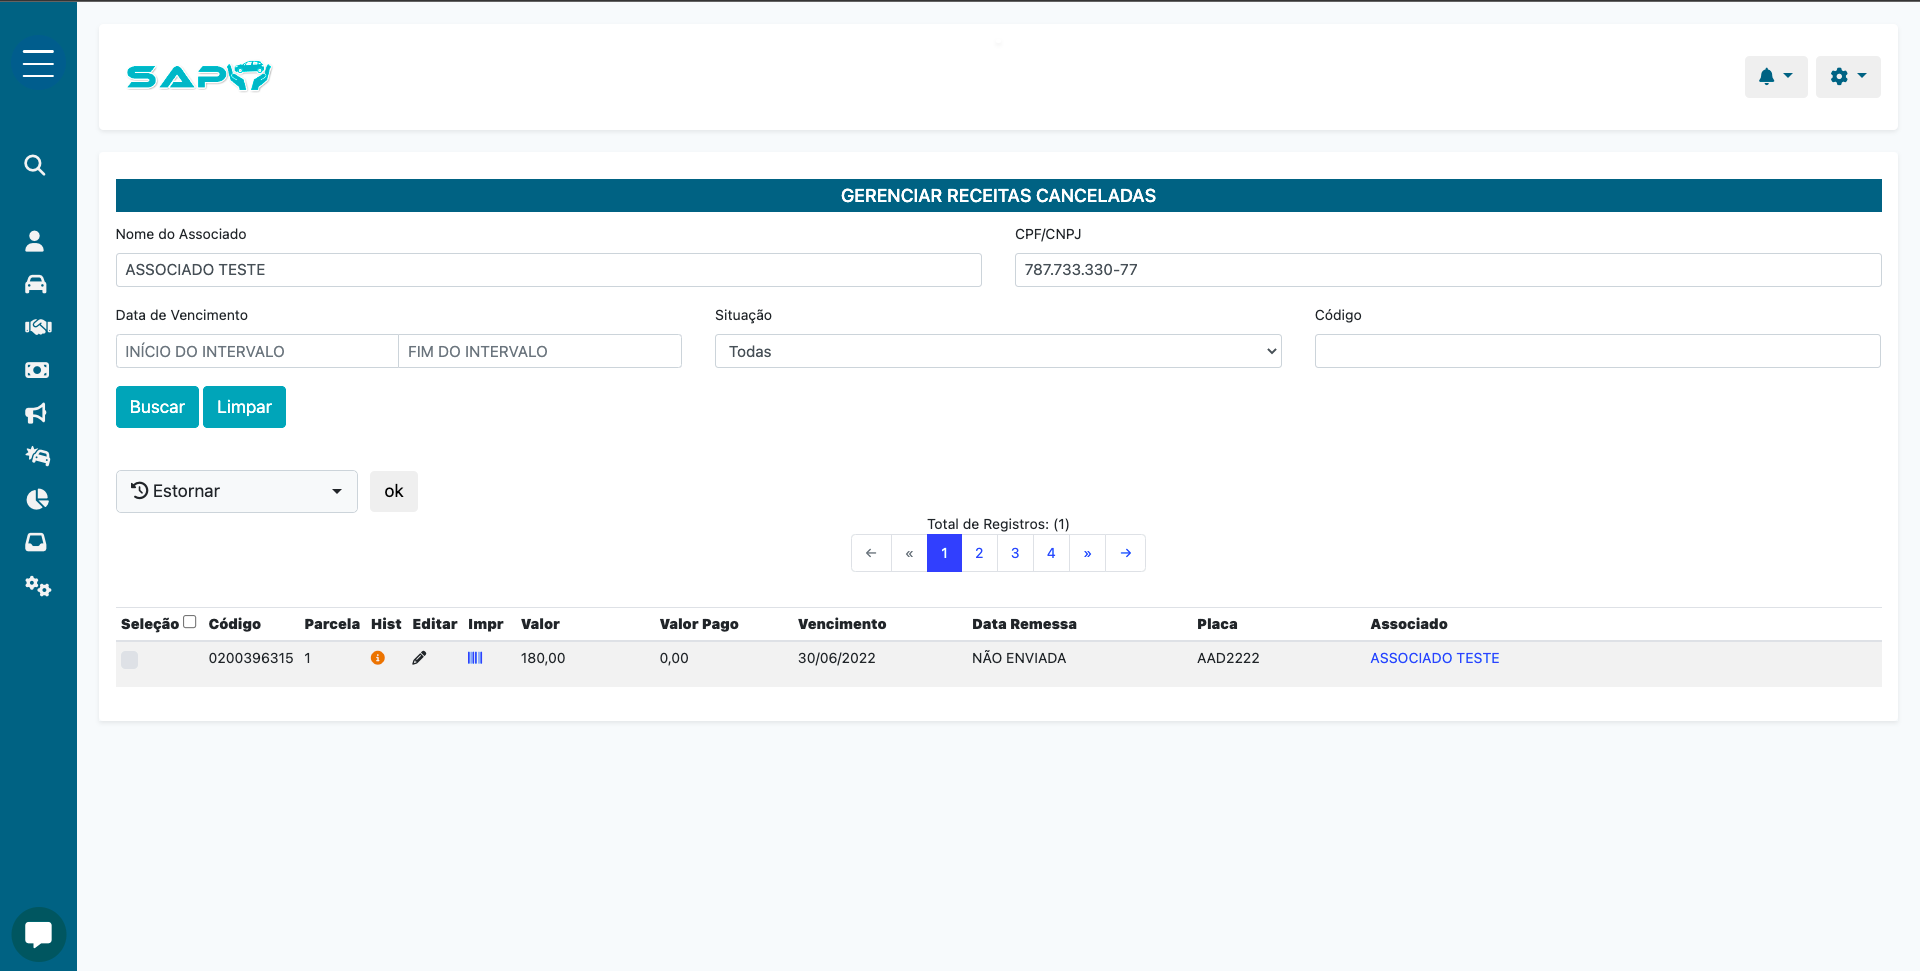 SAPY
GERENCIAR RECEITAS CANCELADAS
Nome do Associado CPF/CNPJ
ASSOCIADO TESTE 787.733.330-77
Data de Vencimento Situação Código
INÍCIO DO INTERVALO FIM DO INTERVALO Todas
Buscar Limpar
Estornar ok
Total de Registros: (1)
← « 1 2 3 4 » →
Seleção Código Parcela Hist Editar Impr Valor Valor Pago Vencimento Data Remessa Placa Associado
0200396315 1 180,00 0,00 30/06/2022 NÃO ENVIADA AAD2222 ASSOCIADO TESTE